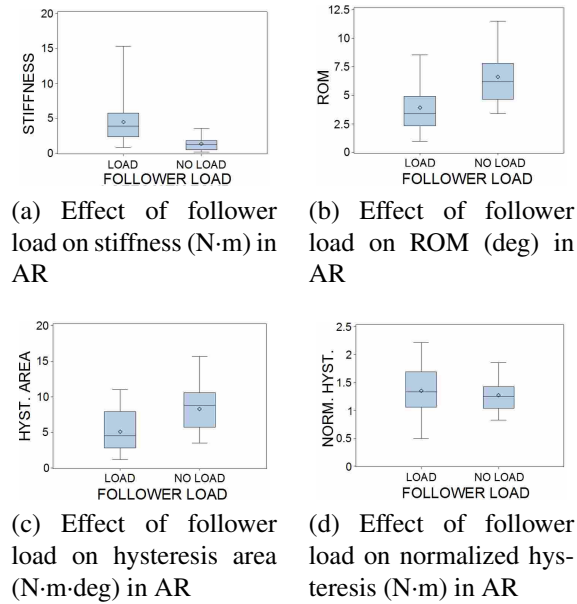 20
15
10
5
0
STIFFNESS
LOAD
NO LOAD
FOLLOWER LOAD
(a) Effect of follower
load on stiffness (N·m) in
AR
12.5
10
7.5
5
2.5
0
ROM
LOAD
NO LOAD
FOLLOWER LOAD
(b) Effect of follower
load on ROM (deg) in
AR
20
15
10
5
0
HYST. AREA
LOAD
NO LOAD
FOLLOWER LOAD
(c) Effect of follower
load on hysteresis area
(N·m·deg) in AR
2.5
2
1.5
1
0.5
0
NORM. HYST.
LOAD
NO LOAD
FOLLOWER LOAD
(d) Effect of follower
load on normalized hys-
teresis (N·m) in AR